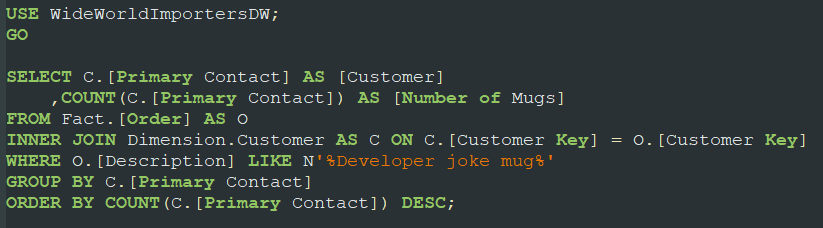 USE WideWorldImportersDW;
GO
SELECT C.[Primary Contact] AS [Customer]
,COUNT(C.[Primary Contact]) AS [Number of Mugs]
FROM Fact.[Order] AS O
INNER JOIN Dimension.Customer AS C ON C.[Customer Key] = O.[Customer Key]
WHERE O.[Description] LIKE N'%Developer joke mug%'
GROUP BY C.[Primary Contact]
ORDER BY COUNT(C.[Primary Contact]) DESC;